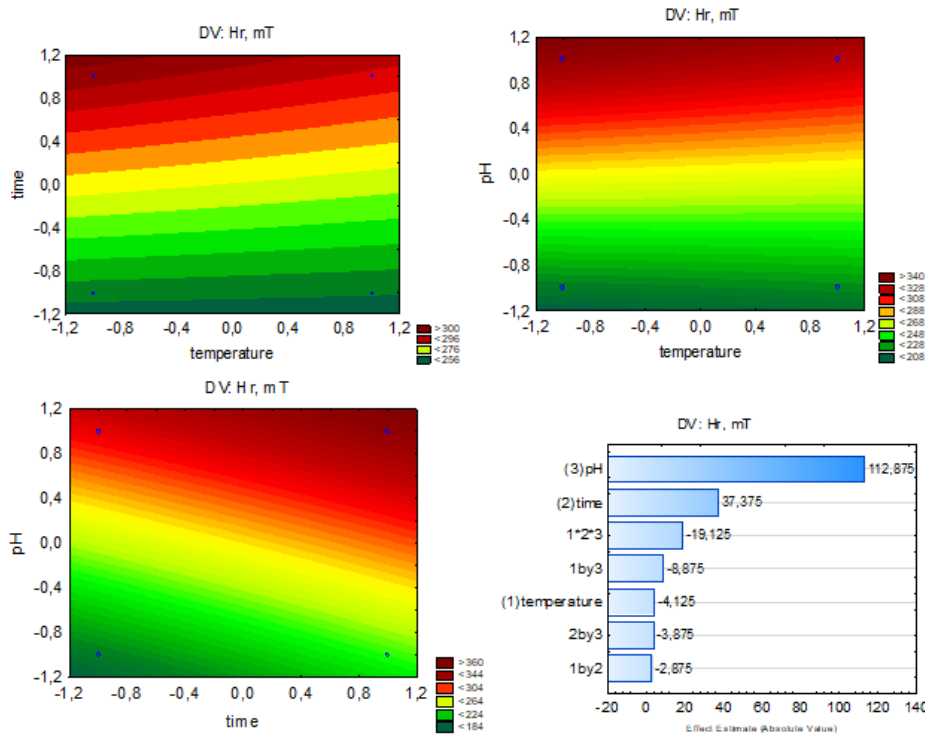 DV: Hr, mT
1,2
0,8
0,4
0,0
-0,4
-0,8
-1,2
time
-1,2 -0,8 -0,4 0,0 0,4 0,8 1,2
temperature
>300
<296
<276
<256
DV: Hr, mT
1,2
0,8
0,4
0,0
-0,4
-0,8
-1,2
pH
-1,2 -0,8 -0,4 0,0 0,4 0,8 1,2
temperature
>340
<328
<308
<288
<268
<248
<228
<208
DV: Hr, mT
1,2
0,8
0,4
0,0
-0,4
-0,8
-1,2
pH
-1,2 -0,8 -0,4 0,0 0,4 0,8 1,2
time
>360
<344
<304
<264
<224
<184
DV: Hr, mT
(3)pH 112,875
(2)time 37,375
1*2*3 -19,125
1by3 -8,875
(1)temperature -4,125
2by3 -3,875
1by2 -2,875
-20 0 20 40 60 80 100 120 140
Effect Estimate (Absolute Value)